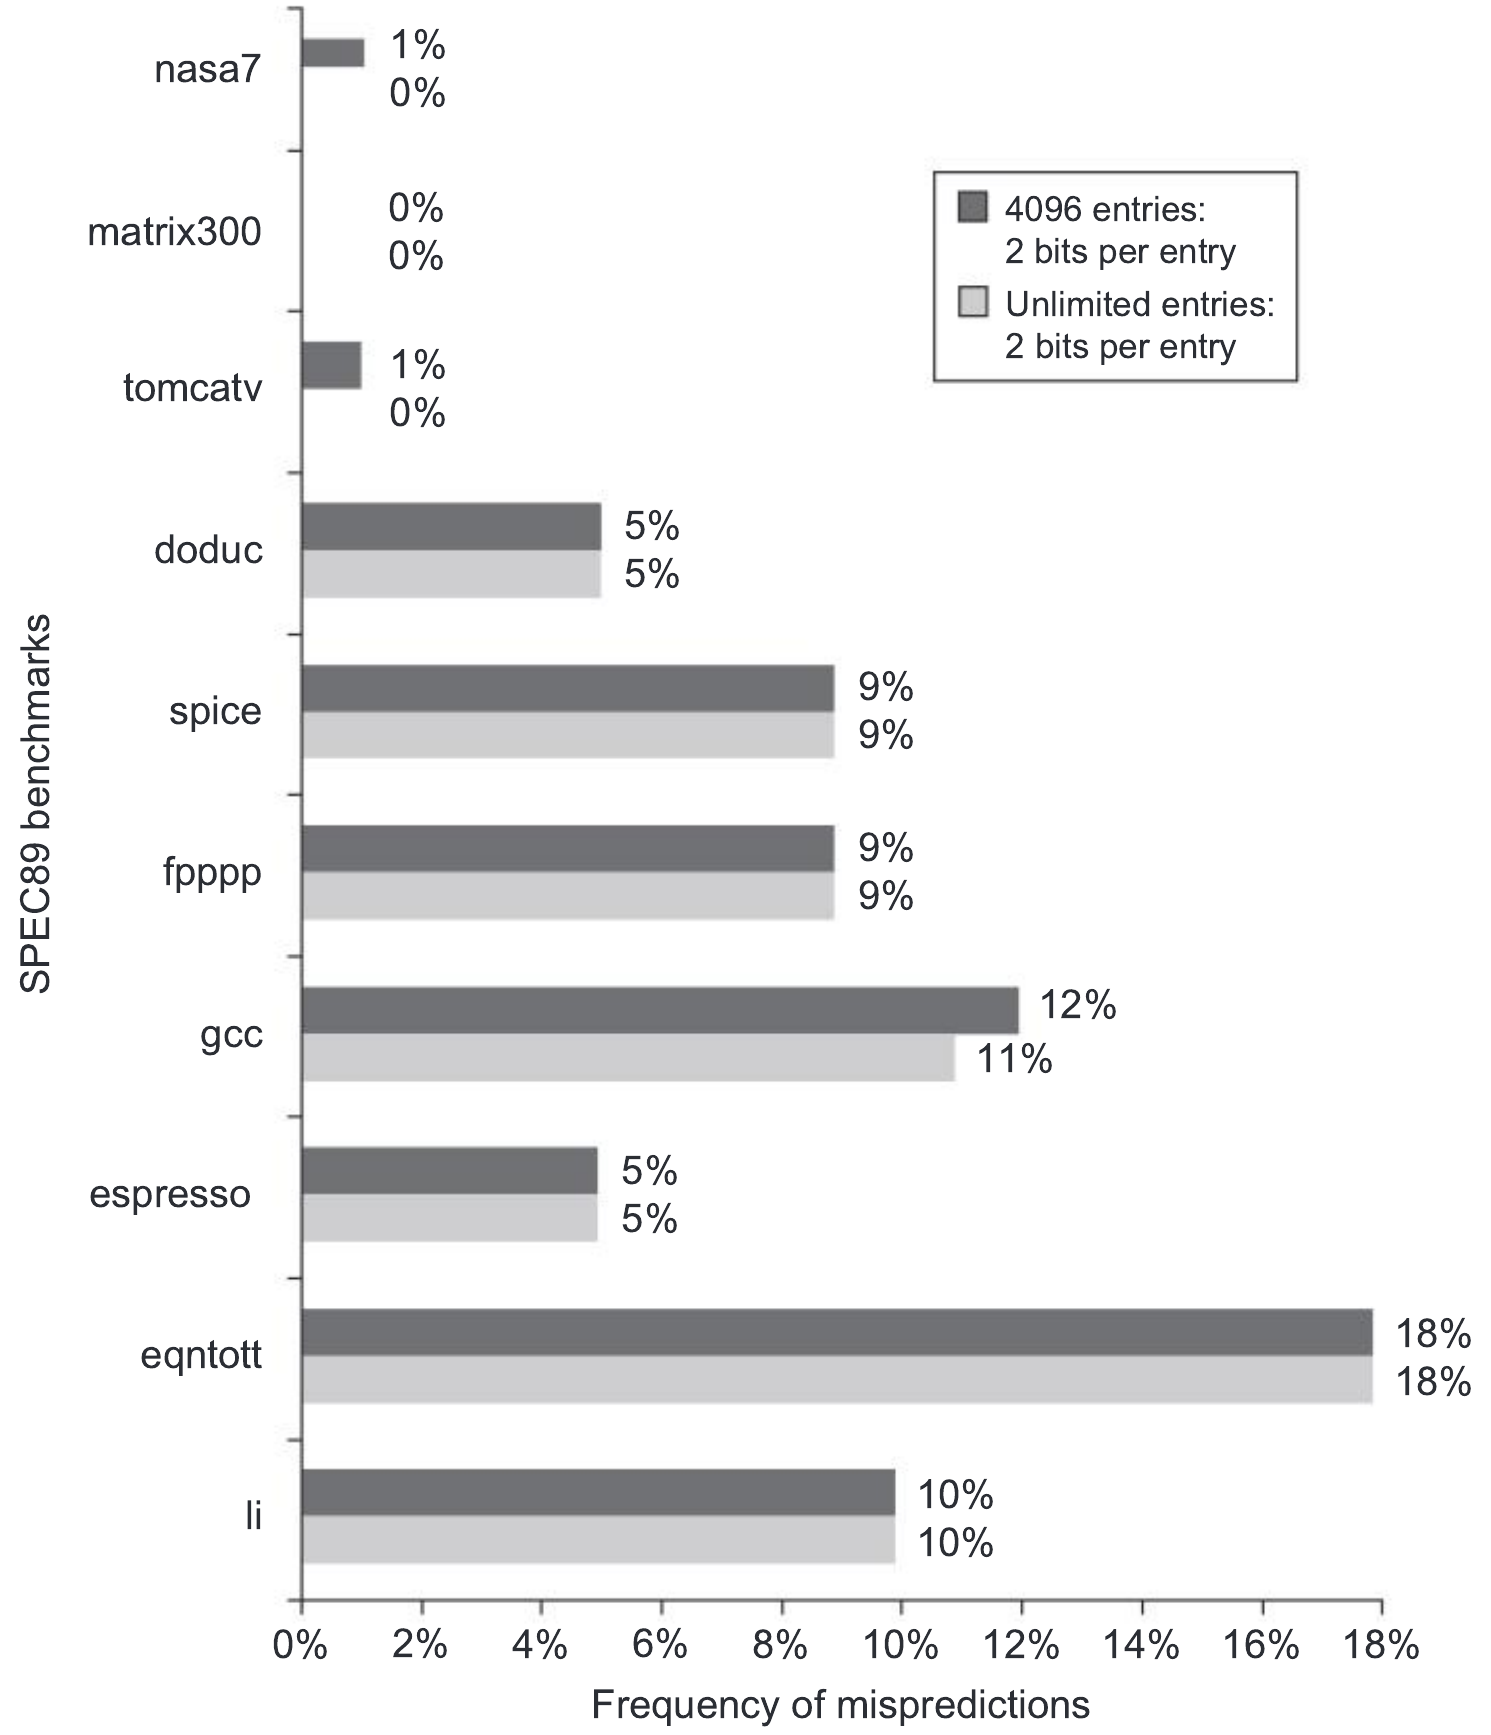 nasa7
1%
0%
matrix300
0%
0%
4096 entries:
2 bits per entry
Unlimited entries:
2 bits per entry
tomcatv
1%
0%
doduc
5%
5%
SPEC89 benchmarks
spice
9%
9%
fpppp
9%
9%
gcc
12%
11%
espresso
5%
5%
eqntott
18%
18%
li
10%
10%
0% 2% 4% 6% 8% 10% 12% 14% 16% 18%
Frequency of mispredictions